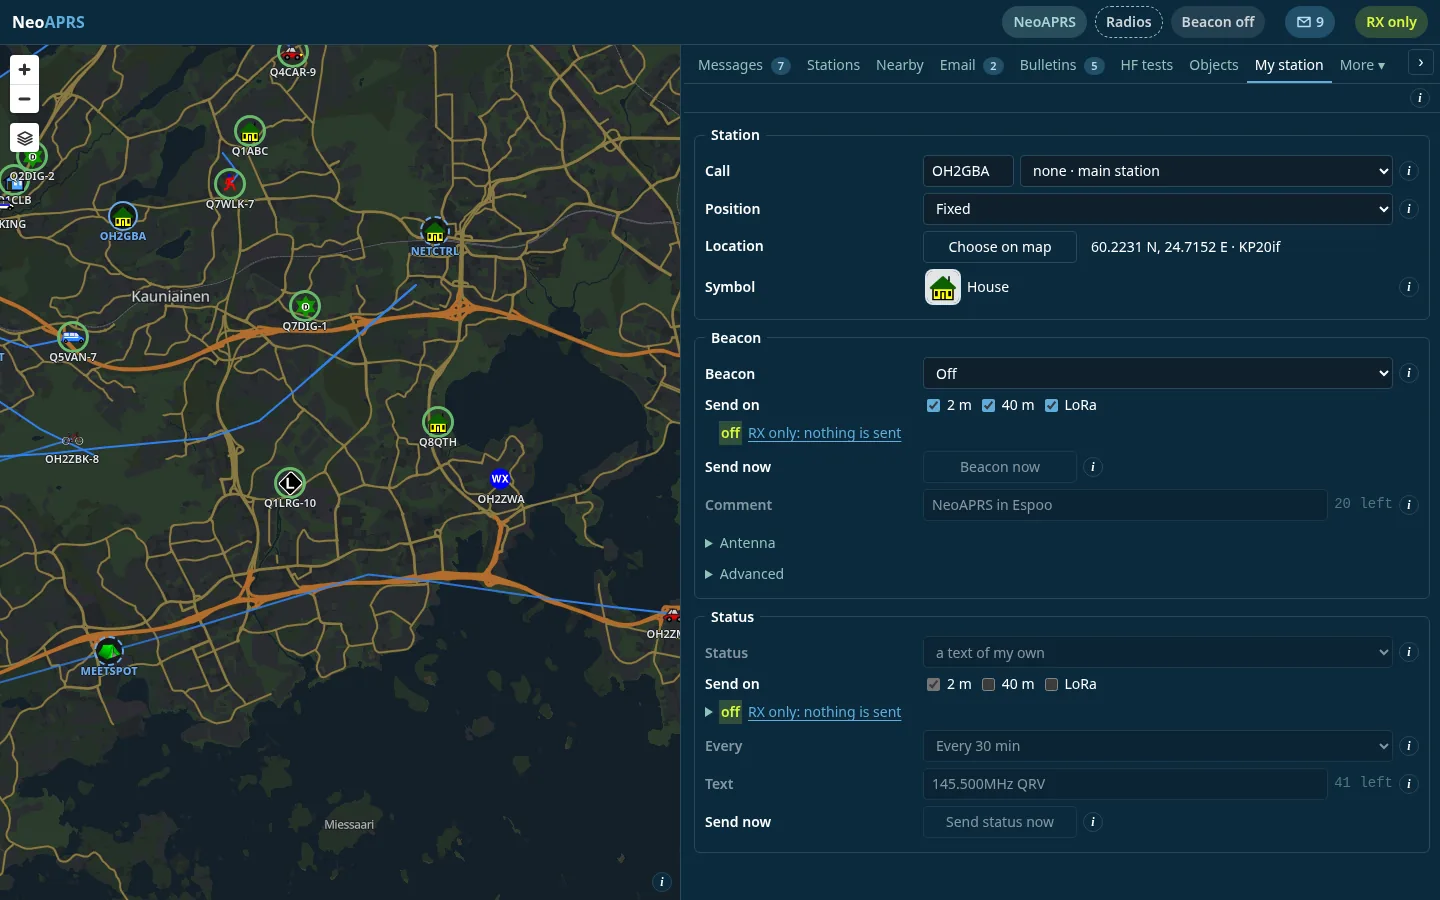 NeoAPRS
NeoAPRS Radios Beacon off 9 RX only
Messages 7 Stations Nearby Email 2 Bulletins 5 HF tests Objects My station More ▾ ›
i
Station
Call OH2GBA none · main station i
Position Fixed i
Location Choose on map 60.2231 N, 24.7152 E · KP20if
Symbol House i
Beacon
Beacon Off i
Send on 2 m 40 m LoRa
off RX only: nothing is sent
Send now Beacon now i
Comment NeoAPRS in Espoo 20 left i
▶ Antenna
▶ Advanced
Status
Status a text of my own i
Send on 2 m 40 m LoRa
▶ off RX only: nothing is sent
Every Every 30 min i
Text 145.500MHz QRV 41 left i
Send now Send status now i
+
−
Q4CAR-9
Q1ABC
D
Q2DIG-2
Q7WLK-7
KING
OH2GBA
NETCTRL
Kauniainen
D
Q7DIG-1
Q5VAN-7
Q8QTH
OH2ZBK-8
L
Q1LRG-10
WX
OH2ZWA
MEETSPOT
Miessaari
i